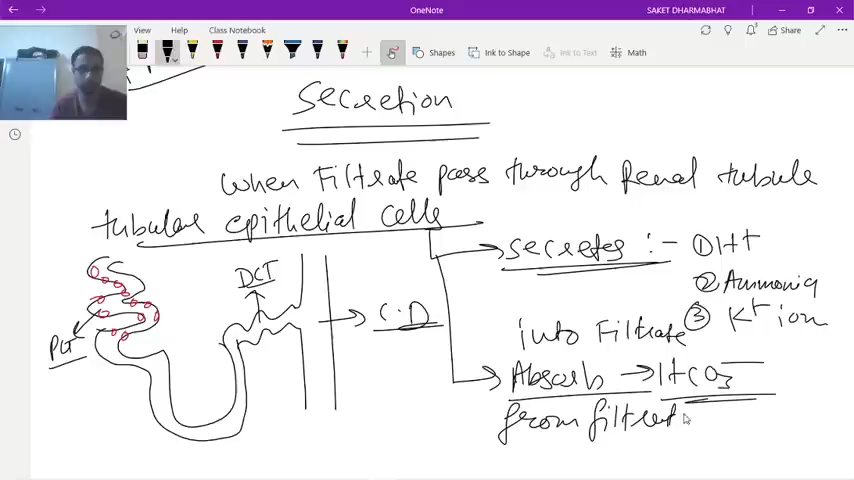 OneNote
SAKET DHARMABHAT
View Help Class Notebook
Share
Shapes
Ink to Shape
Ink to Text
Math
Secretion
when Filtrate pass through Renal tubule
tubular epithelial cells
secretes :- ① H+
② Ammoniq
into Filtrate ③ K+ ion
Absorb → HCO3-
from filtrat
DCT
C.D
PCT